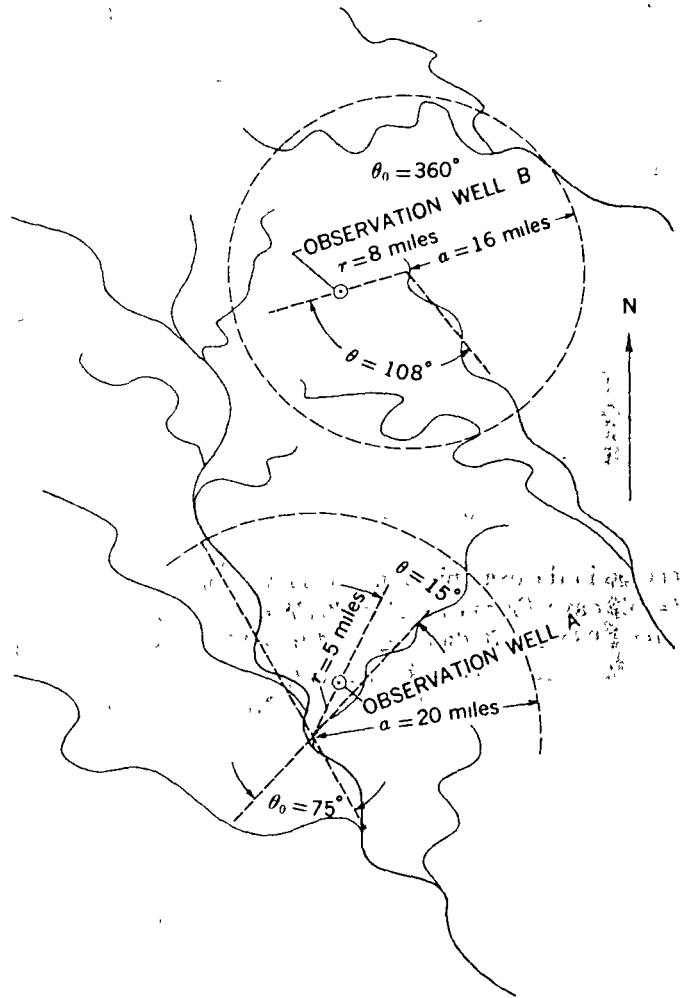 θ₀ = 360°
OBSERVATION WELL B
r = 8 miles
a = 16 miles
N
θ = 108°
θ = 15°
r = 5 miles
OBSERVATION WELL A
a = 20 miles
θ₀ = 75°